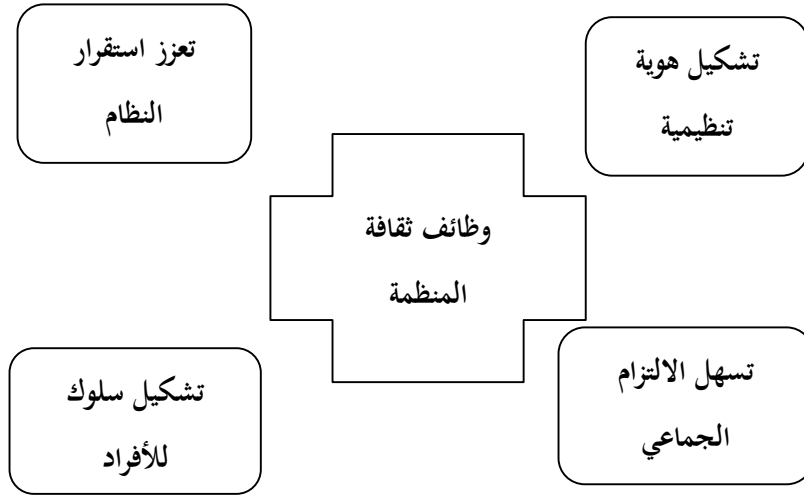 تشكيل هوية
تنظيمية
تعزز استقرار
النظام
وظائف ثقافة
المنظمة
تسهل الالتزام
الجماعي
تشكيل سلوك
للأفراد